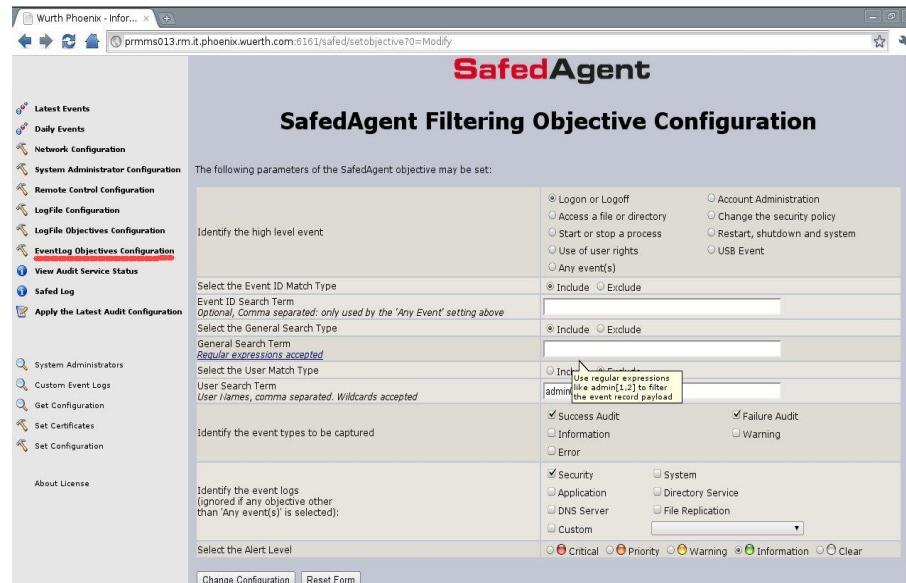 Wurth Phoenix - Infor...
prmms013.rm.it.phoenix.wuerth.com:6161/safed/setobjective?0=Modify
SafedAgent
SafedAgent Filtering Objective Configuration
Latest Events
Daily Events
Network Configuration
System Administrator Configuration
Remote Control Configuration
LogFile Configuration
LogFile Objectives Configuration
EventLog Objectives Configuration
View Audit Service Status
Safed Log
Apply the Latest Audit Configuration
System Administrators
Custom Event Logs
Get Configuration
Set Certificates
Set Configuration
About License
The following parameters of the SafedAgent objective may be set:
Identify the high level event
Logon or Logoff
Account Administration
Access a file or directory
Change the security policy
Start or stop a process
Restart, shutdown and system
Use of user rights
USB Event
Any event(s)
Select the Event ID Match Type
Include
Exclude
Event ID Search Term
Optional, Comma separated: only used by the 'Any Event' setting above
Select the General Search Type
Include
Exclude
General Search Term
Regular expressions accepted
Select the User Match Type
Use regular expressions
like admin[1,2] to filter
the event record payload
User Search Term
User Names, comma separated. Wildcards accepted
Identify the event types to be captured
Success Audit
Failure Audit
Information
Warning
Error
Identify the event logs
(ignored if any objective other
than 'Any event(s)' is selected):
Security
System
Application
Directory Service
DNS Server
File Replication
Custom
Select the Alert Level
Critical
Priority
Warning
Information
Clear
Change Configuration
Reset Form